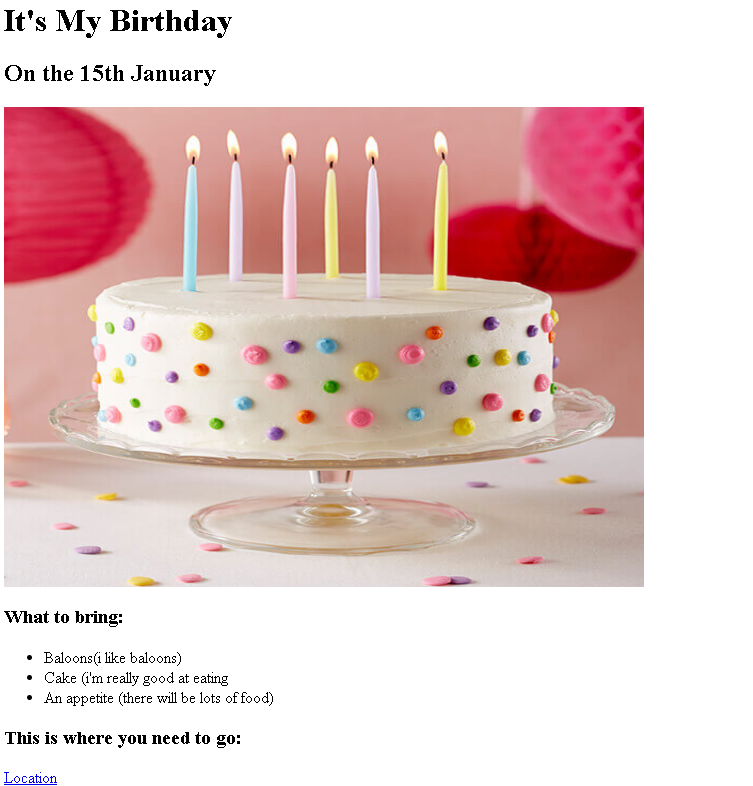 It's My Birthday
On the 15th January
What to bring:
Baloons(i like baloons)
Cake (i'm really good at eating
An appetite (there will be lots of food)
This is where you need to go:
Location